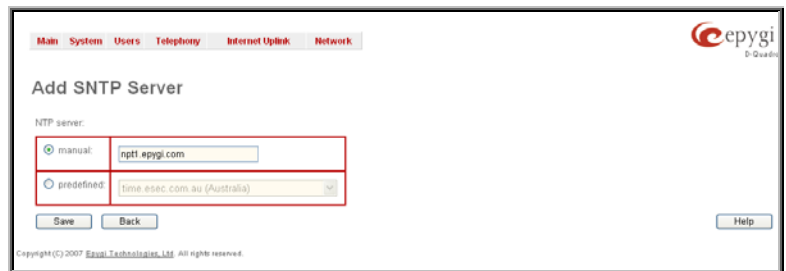 Main System Users Telephony Internet Uplink Network
epygi
D-Quadro
Add SNTP Server
NTP server:
manual: npt1.epygi.com
predefined: time.esec.com.au (Australia)
Save Back Help
Copyright (C) 2007 Epygi Technologies, Ltd. All rights reserved.